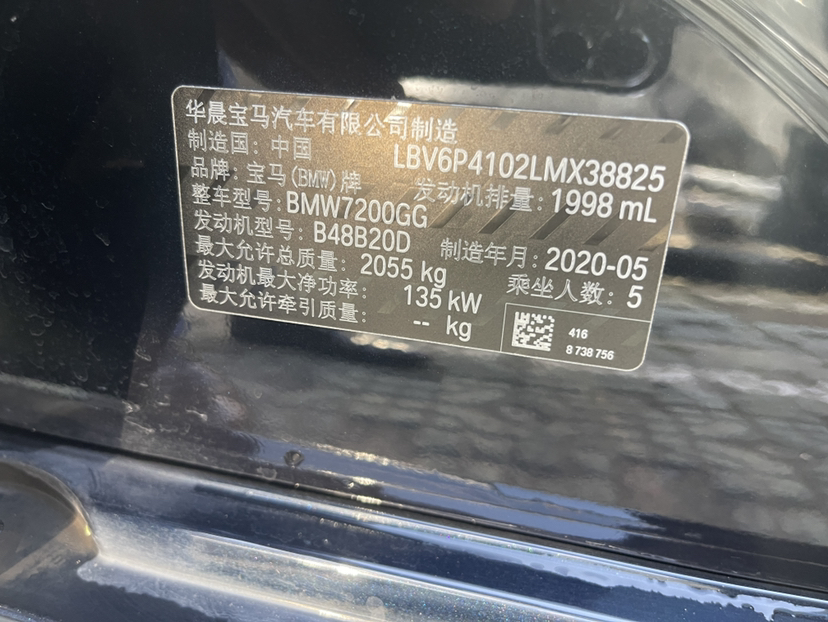 华晨宝马汽车有限公司制造
制造国：中国 LBV6P4102LMX38825
品牌：宝马(BMW)牌 发动机排量：1998 mL
整车型号：BMW7200GG
发动机型号：B48B20D 制造年月：2020-05
最大允许总质量：2055 kg 乘坐人数：5
发动机最大净功率：135 kW
最大允许牵引质量：-- kg
416
8 738 756